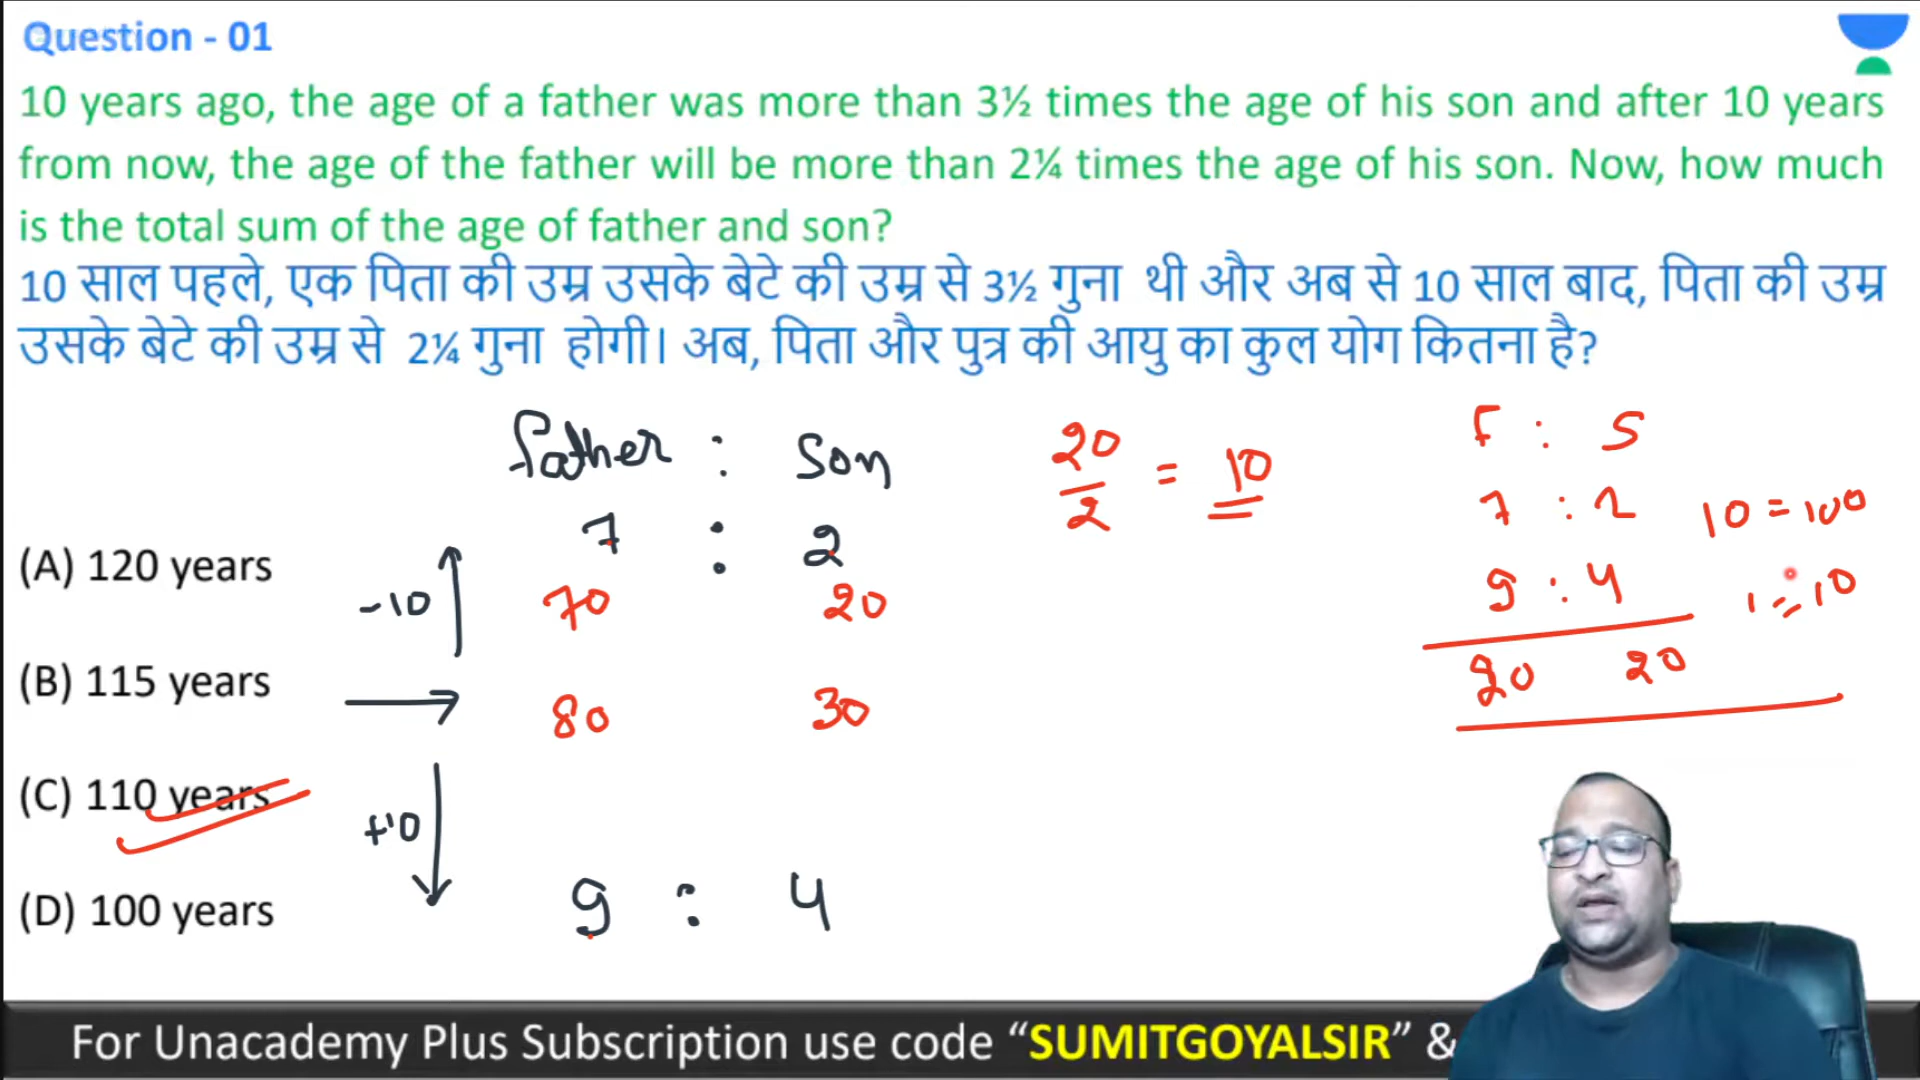 Question - 01
10 years ago, the age of a father was more than 3½ times the age of his son and after 10 years
from now, the age of the father will be more than 2¼ times the age of his son. Now, how much
is the total sum of the age of father and son?
10 साल पहले, एक पिता की उम्र उसके बेटे की उम्र से 3½ गुना थी और अब से 10 साल बाद, पिता की उम्र
उसके बेटे की उम्र से 2¼ गुना होगी। अब, पिता और पुत्र की आयु का कुल योग कितना है?
father : Son
7 : 2
-10
70 20
80 30
+10
9 : 4
20/2 = 10
F : S
7 : 2 10 = 100
9 : 4 1 = 10
20 20
(A) 120 years
(B) 115 years
(C) 110 years
(D) 100 years
For Unacademy Plus Subscription use code “SUMITGOYALSIR” &